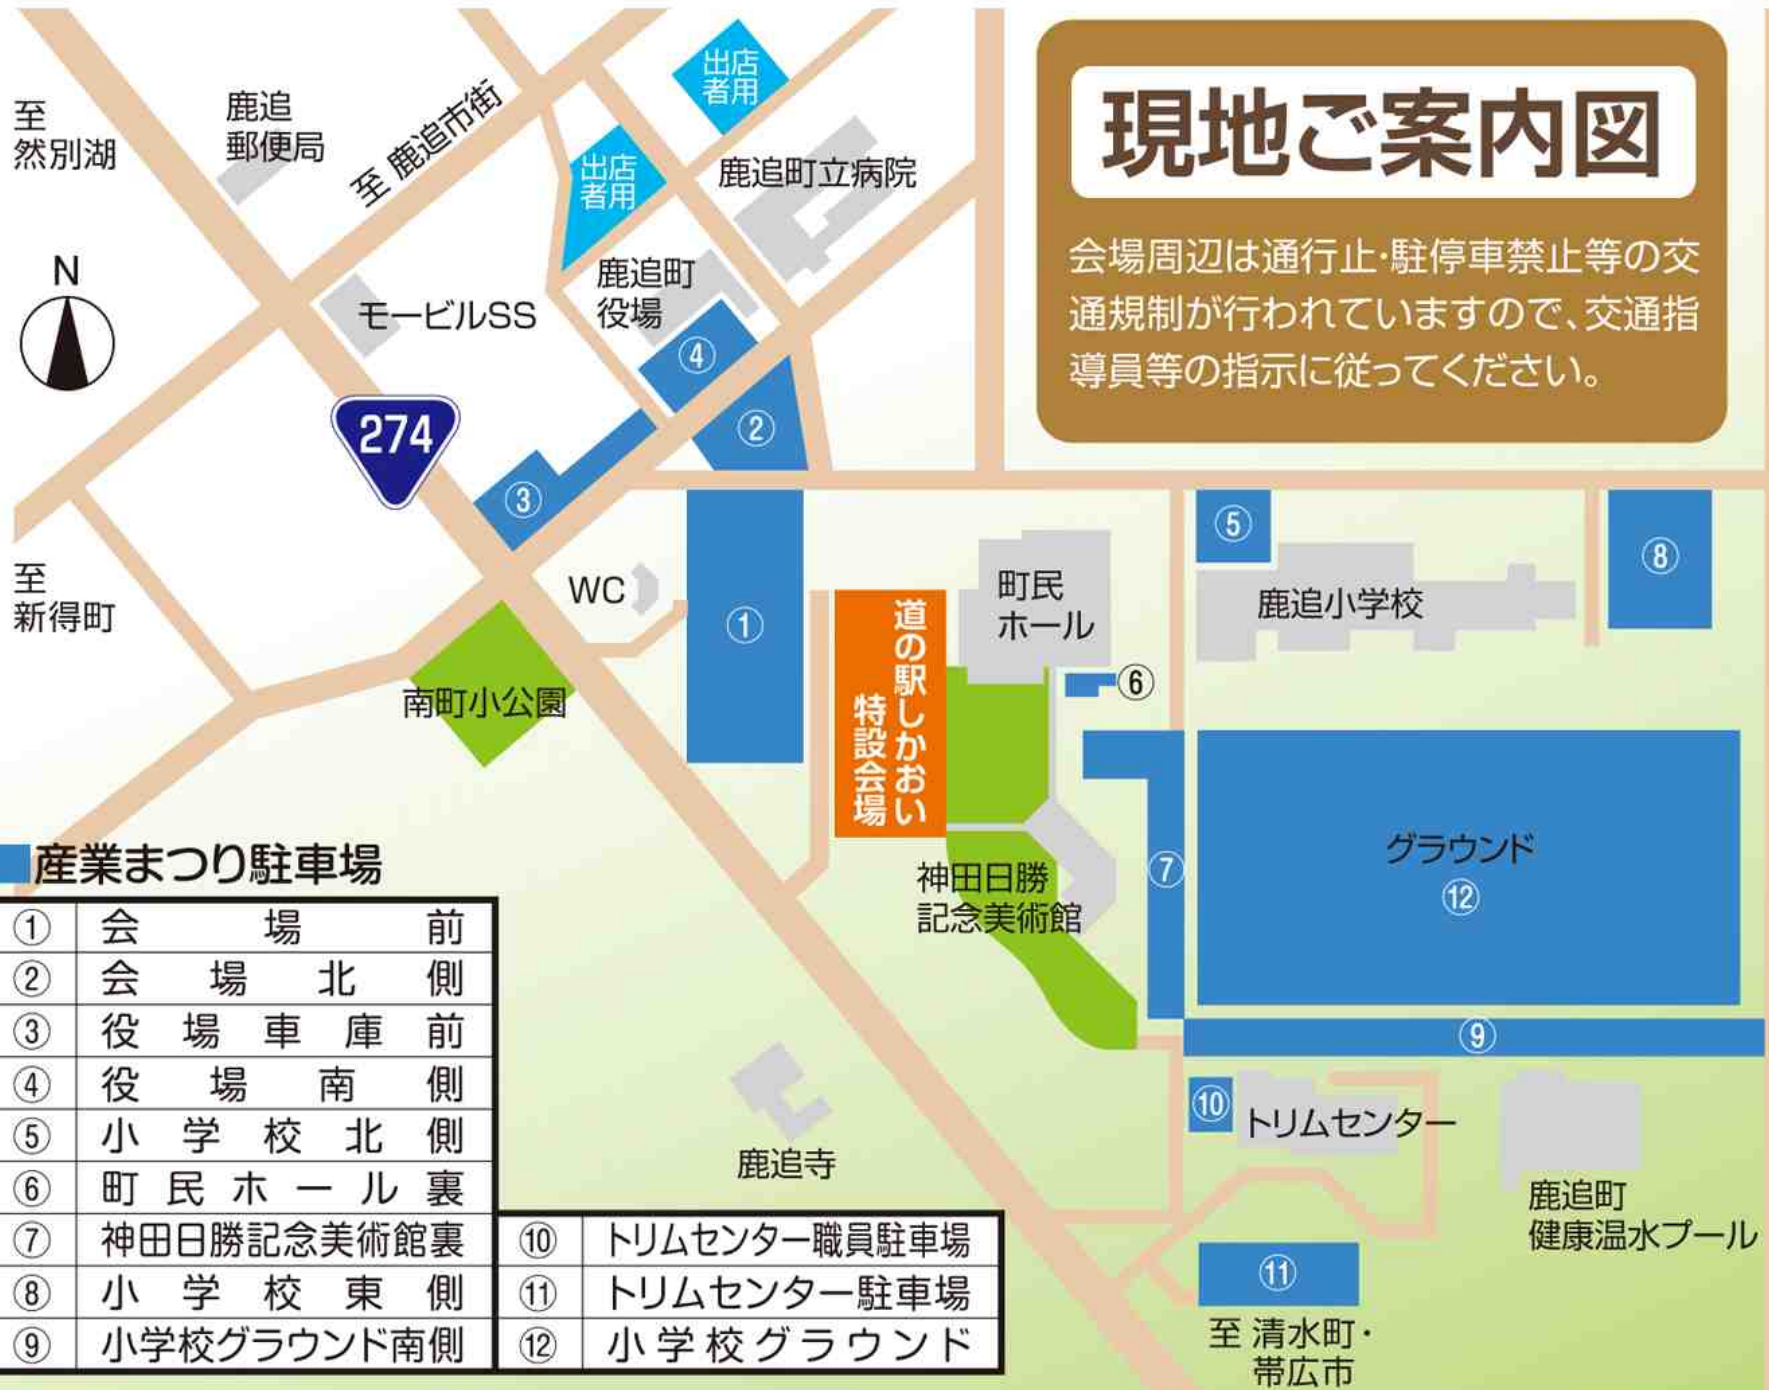 現地ご案内図
会場周辺は通行止・駐停車禁止等の交
通規制が行われていますので、交通指
導員等の指示に従ってください。
至
然別湖
鹿追
郵便局
至 鹿追市街
出店
者用
出店
者用
鹿追町立病院
N
モービルSS
鹿追町
役場
④
274
②
③
至
新得町
WC
①
道の駅しかおい
特設会場
町民
ホール
⑤
鹿追小学校
⑧
⑥
南町小公園
神田日勝
記念美術館
⑦
グラウンド
⑫
⑨
⑩
トリムセンター
鹿追寺
鹿追町
健康温水プール
⑪
至 清水町・
帯広市
産業まつり駐車場
① 会場前
② 会場北側
③ 役場車庫前
④ 役場南側
⑤ 小学校北側
⑥ 町民ホール裏
⑦ 神田日勝記念美術館裏
⑧ 小学校東側
⑨ 小学校グラウンド南側
⑩ トリムセンター職員駐車場
⑪ トリムセンター駐車場
⑫ 小学校グラウンド